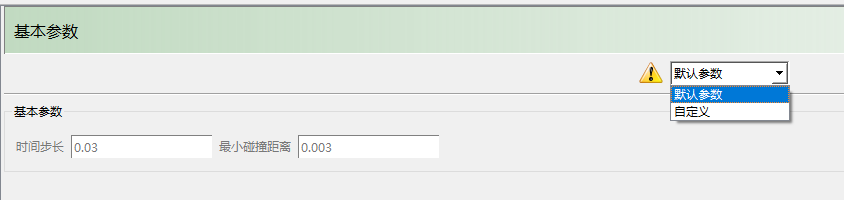 基本参数
默认参数
默认参数
自定义
基本参数
时间步长 0.03 最小碰撞距离 0.003